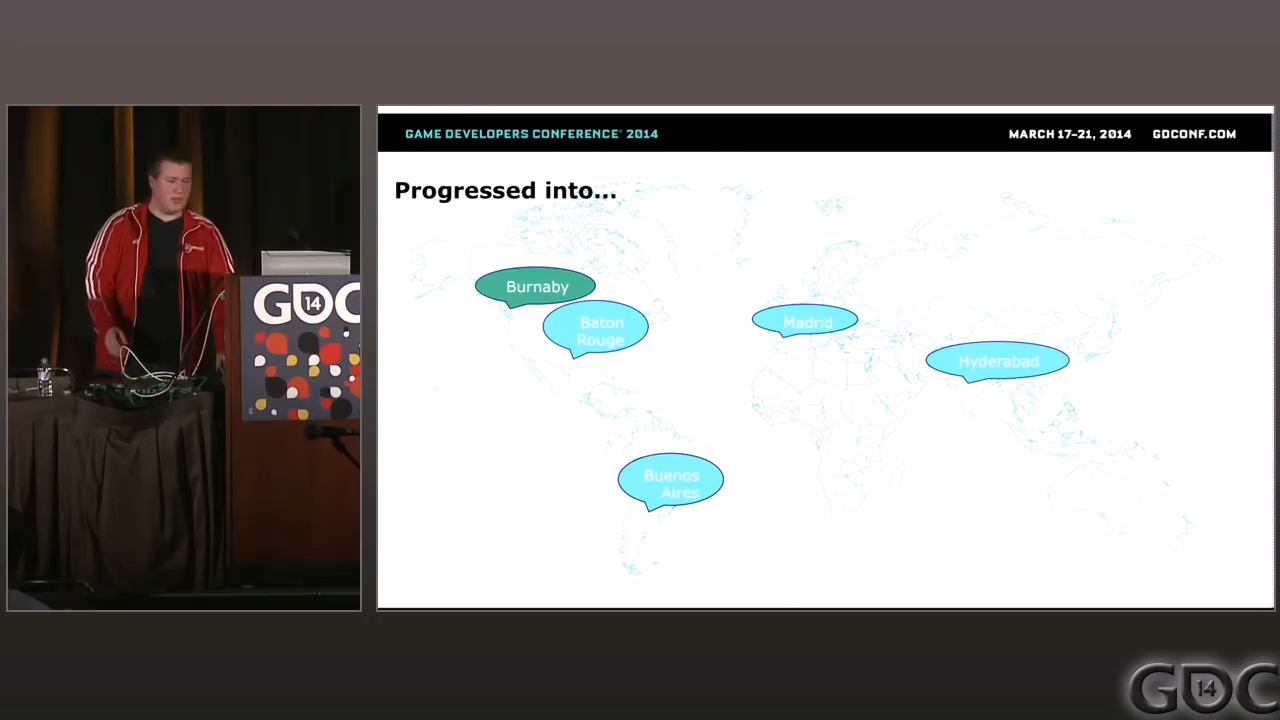 GAME DEVELOPERS CONFERENCE® 2014
MARCH 17–21, 2014 GDCONF.COM
Progressed into...
Burnaby
Baton
Rouge
Madrid
Hyderabad
Buenos
Aires
GDC
14
GDC
14